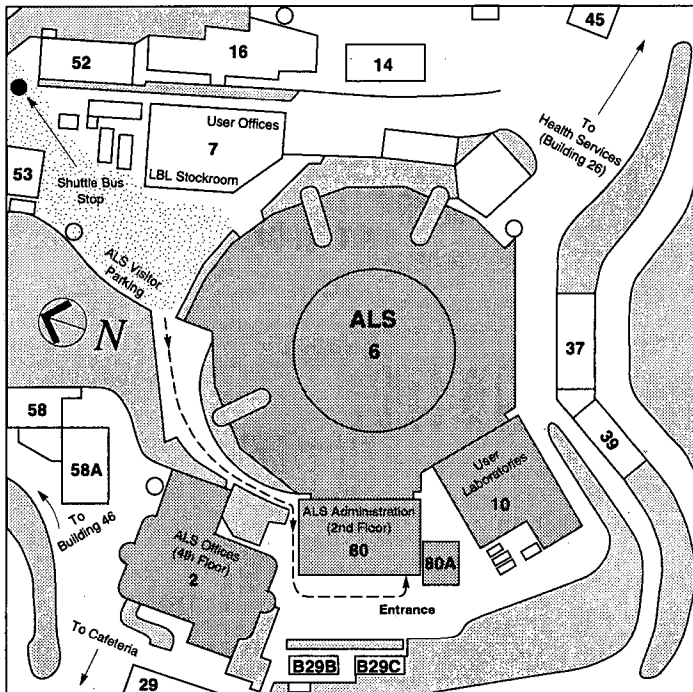 45
16
52
14
To
Health Services
(Building 26)
User Offices
7
LBL Stockroom
53
Shuttle Bus
Stop
ALS Visitor
Parking
N
ALS
6
37
58
39
58A
User
Laboratories
10
To
Building 46
ALS Administration
(2nd Floor)
80
ALS Offices
(4th Floor)
2
80A
Entrance
To Cafeteria
B29B
B29C
29